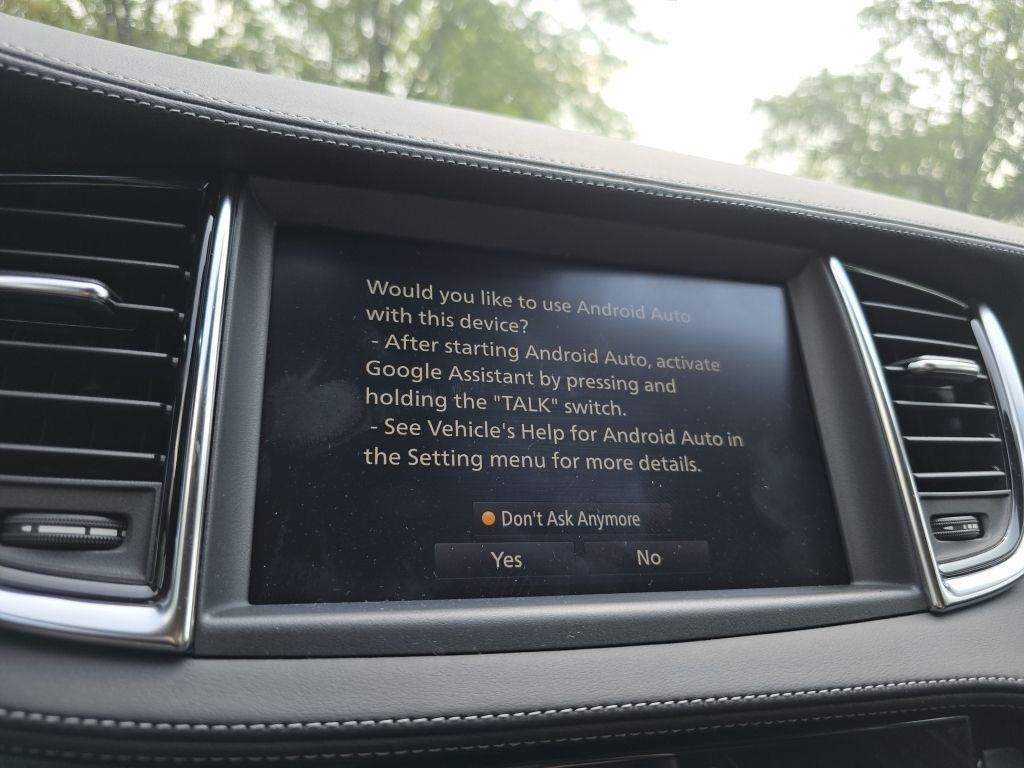 Would you like to use Android Auto
with this device?
- After starting Android Auto, activate
Google Assistant by pressing and
holding the "TALK" switch.
- See Vehicle's Help for Android Auto in
the Setting menu for more details.
Don't Ask Anymore
Yes No